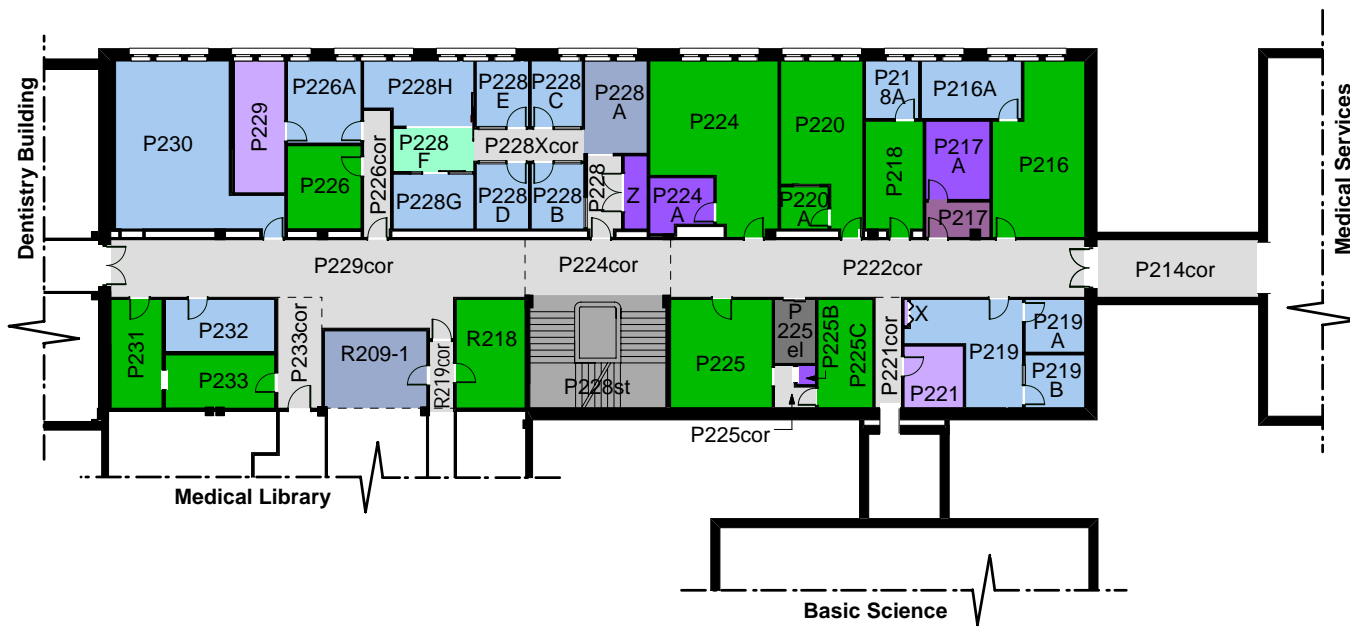 Dentistry Building
Medical Services
P230
P229
P226A
P226
P226cor
P228H
P228
F
P228G
P228
E
P228
C
P228Xcor
P228
D
P228
B
P228
A
P228
Z
P224
P224
A
P220
P220
A
P21
8A
P218
P216A
P217
A
P217
P216
P229cor
P224cor
P222cor
P214cor
P231
P232
P233
P233cor
R209-1
R219cor
R218
P228st
P225
P
225
el
P225B
P225C
P225cor
P221cor
X
P219
P221
P219
A
P219
B
Medical Library
Basic Science